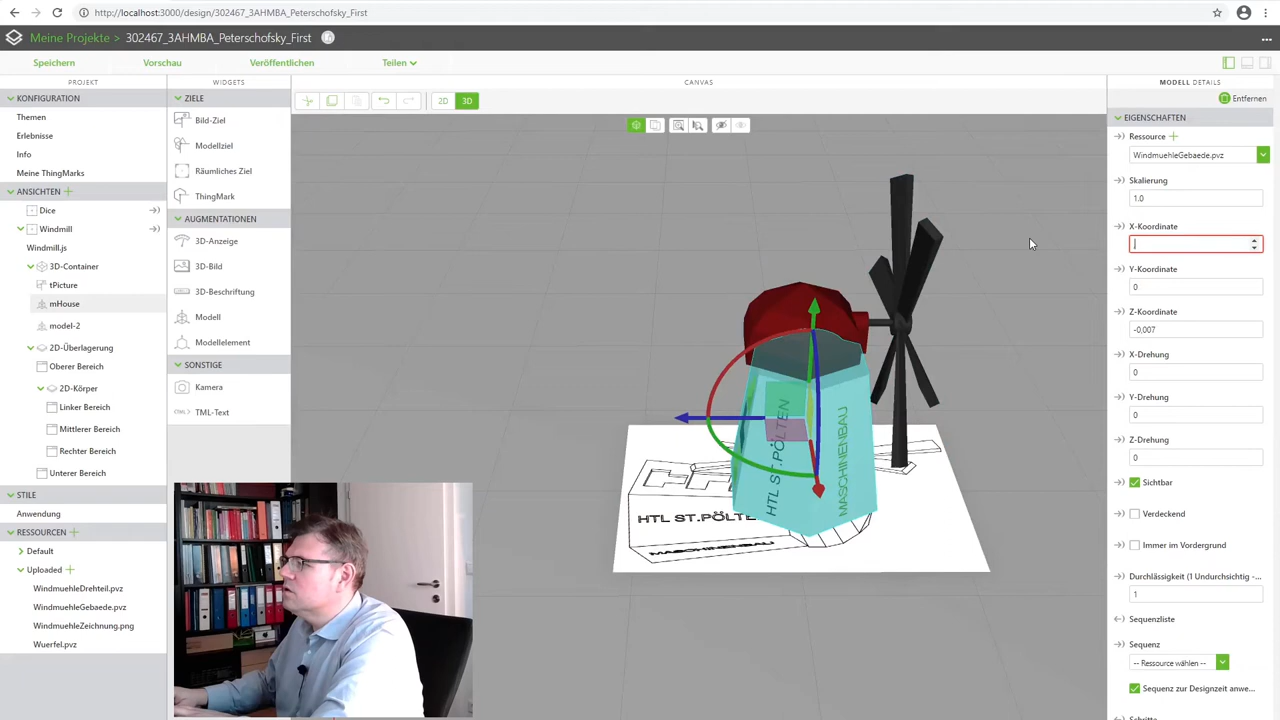 http://localhost:3000/design/302467_3AHMBA_Peterschofsky_First
Meine Projekte > 302467_3AHMBA_Peterschofsky_First
Speichern
Vorschau
Veröffentlichen
Teilen
PROJEKT
WIDGETS
CANVAS
MODELL DETAILS
KONFIGURATION
Themen
Erlebnisse
Info
Meine ThingMarks
ANSICHTEN
Dice
Windmill
Windmill.js
3D-Container
tPicture
mHouse
model-2
2D-Überlagerung
Oberer Bereich
2D-Körper
Linker Bereich
Mittlerer Bereich
Rechter Bereich
Unterer Bereich
STILE
Anwendung
RESSOURCEN
Default
Uploaded
WindmuehleDrehteil.pvz
WindmuehleGebaede.pvz
WindmuehleZeichnung.png
Wuerfel.pvz
ZIELE
Bild-Ziel
Modellziel
Räumliches Ziel
ThingMark
AUGMENTATIONEN
3D-Anzeige
3D-Bild
3D-Beschriftung
Modell
Modellelement
SONSTIGE
Kamera
TML-Text
2D
3D
HTL ST.PÖLTEN
MASCHINENBAU
HTL ST.PÖLTEN
MASCHINENBAU
Entfernen
EIGENSCHAFTEN
Ressource
WindmuehleGebaede.pvz
Skalierung
1.0
X-Koordinate
Y-Koordinate
0
Z-Koordinate
-0,007
X-Drehung
0
Y-Drehung
0
Z-Drehung
0
Sichtbar
Verdeckend
Immer im Vordergrund
Durchlässigkeit (1 Undurchsichtig -...
1
Sequenzliste
Sequenz
-- Ressource wählen --
Sequenz zur Designzeit anwe...